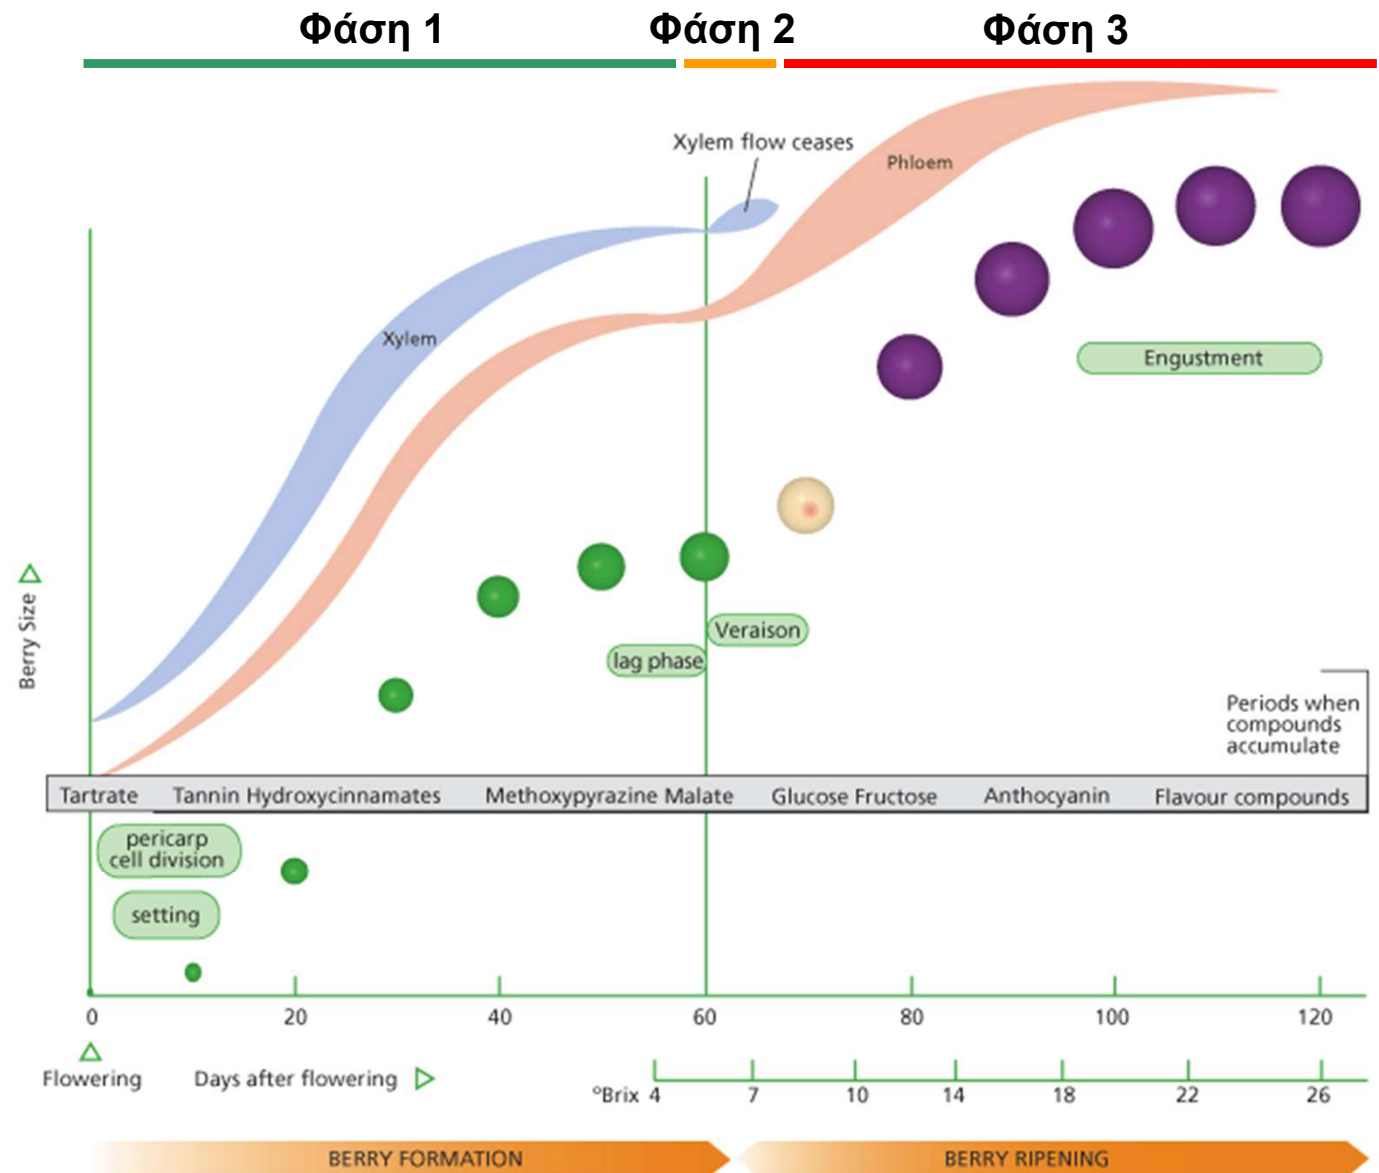 Φάση 1
Φάση 2
Φάση 3
Xylem flow ceases
Phloem
Xylem
Engustment
Berry Size
Veraison
lag phase
Periods when
compounds
accumulate
Tartrate Tannin Hydroxycinnamates Methoxypyrazine Malate Glucose Fructose Anthocyanin Flavour compounds
pericarp
cell division
setting
0 20 40 60 80 100 120
Flowering
Days after flowering
°Brix 4 7 10 14 18 22 26
BERRY FORMATION
BERRY RIPENING